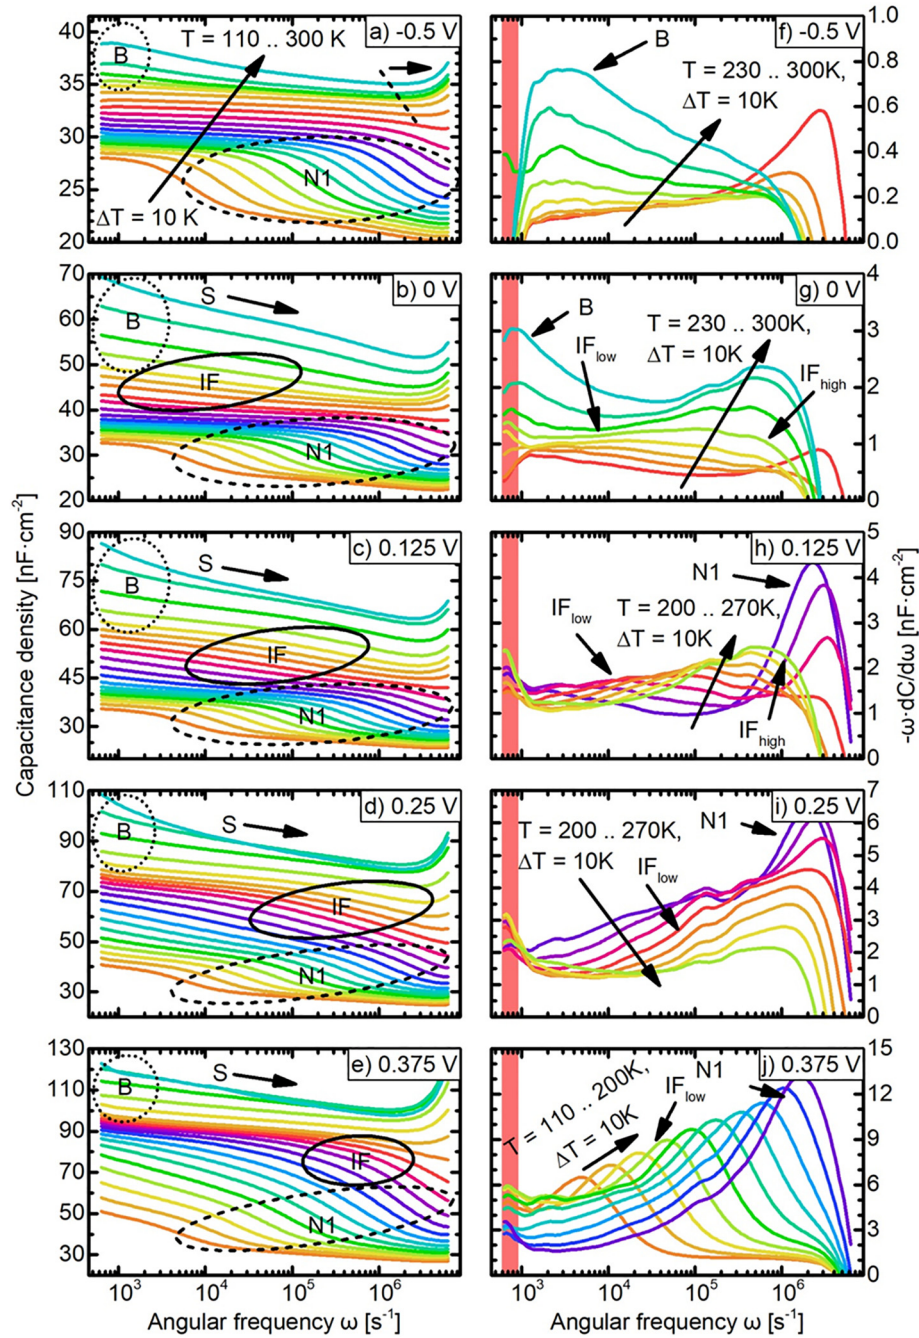 a) -0.5 V
T = 110 .. 300 K
B
N1
ΔT = 10 K
40
35
30
25
20
f) -0.5 V
B
T = 230 .. 300K,
ΔT = 10K
1.0
0.8
0.6
0.4
0.2
0.0
b) 0 V
S
B
IF
N1
70
60
50
40
30
20
g) 0 V
B
T = 230 .. 300K,
ΔT = 10K
IFlow
IFhigh
4
3
2
1
0
c) 0.125 V
S
B
IF
N1
90
75
60
45
30
h) 0.125 V
N1
T = 200 .. 270K,
ΔT = 10K
IFlow
IFhigh
5
4
3
2
1
0
d) 0.25 V
S
B
IF
N1
110
90
70
50
30
i) 0.25 V
N1
T = 200 .. 270K,
ΔT = 10K
IFlow
7
6
5
4
3
2
1
0
e) 0.375 V
S
B
IF
N1
130
110
90
70
50
30
j) 0.375 V
N1
IFlow
T = 110 .. 200K,
ΔT = 10K
15
12
9
6
3
0
Capacitance density [nF·cm⁻²]
-ω·dC/dω [nF·cm⁻²]
10³ 10⁴ 10⁵ 10⁶
10³ 10⁴ 10⁵ 10⁶
Angular frequency ω [s⁻¹]
Angular frequency ω [s⁻¹]